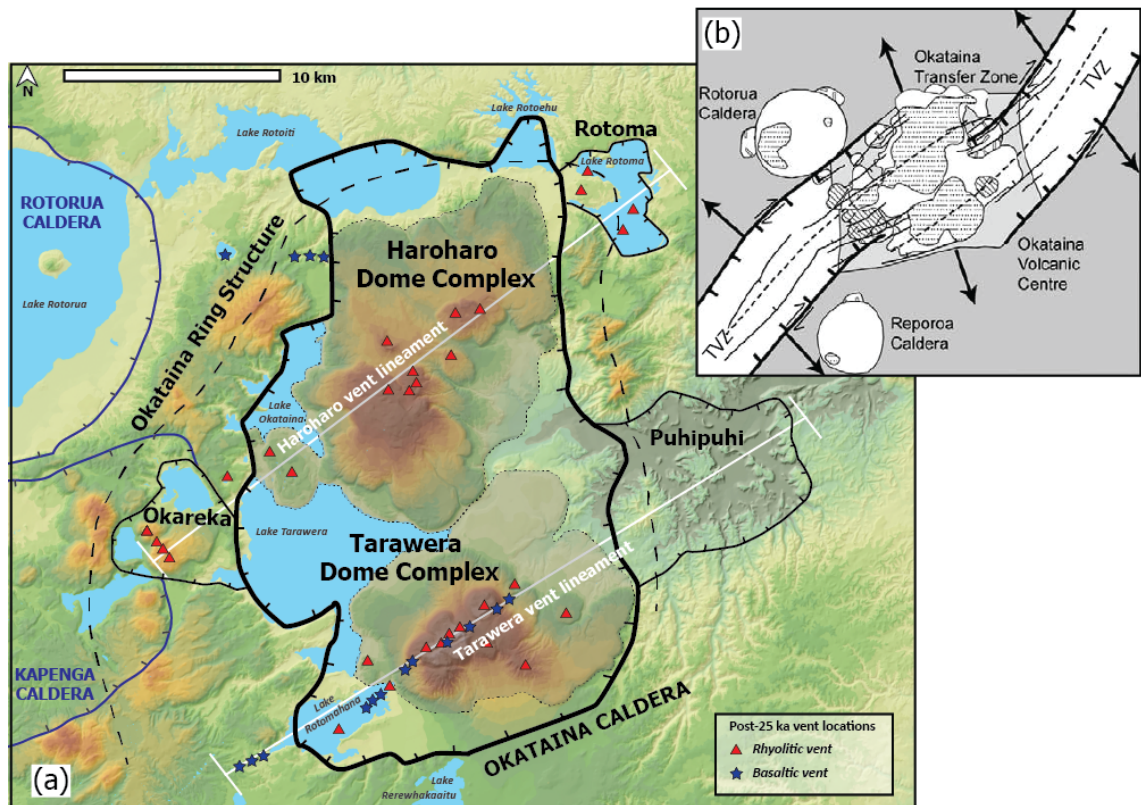 (b)
Okataina
Transfer Zone
Rotorua
Caldera
TVZ
Okataina
Volcanic
Centre
Reporoa
Caldera
TVZ
N
10 km
Lake Rotoehu
Lake Rotoiti
Rotoma
Lake Rotoma
ROTORUA
CALDERA
Lake Rotorua
Okataina Ring Structure
Haroharo
Dome Complex
Haroharo vent lineament
Lake
Okataina
Puhipuhi
Okareka
Lake Tarawera
Tarawera
Dome Complex
Tarawera vent lineament
KAPENGA
CALDERA
Lake
Rotomahana
OKATAINA CALDERA
Lake
Rerewhakaaitu
Post-25 ka vent locations
Rhyolitic vent
Basaltic vent
(a)